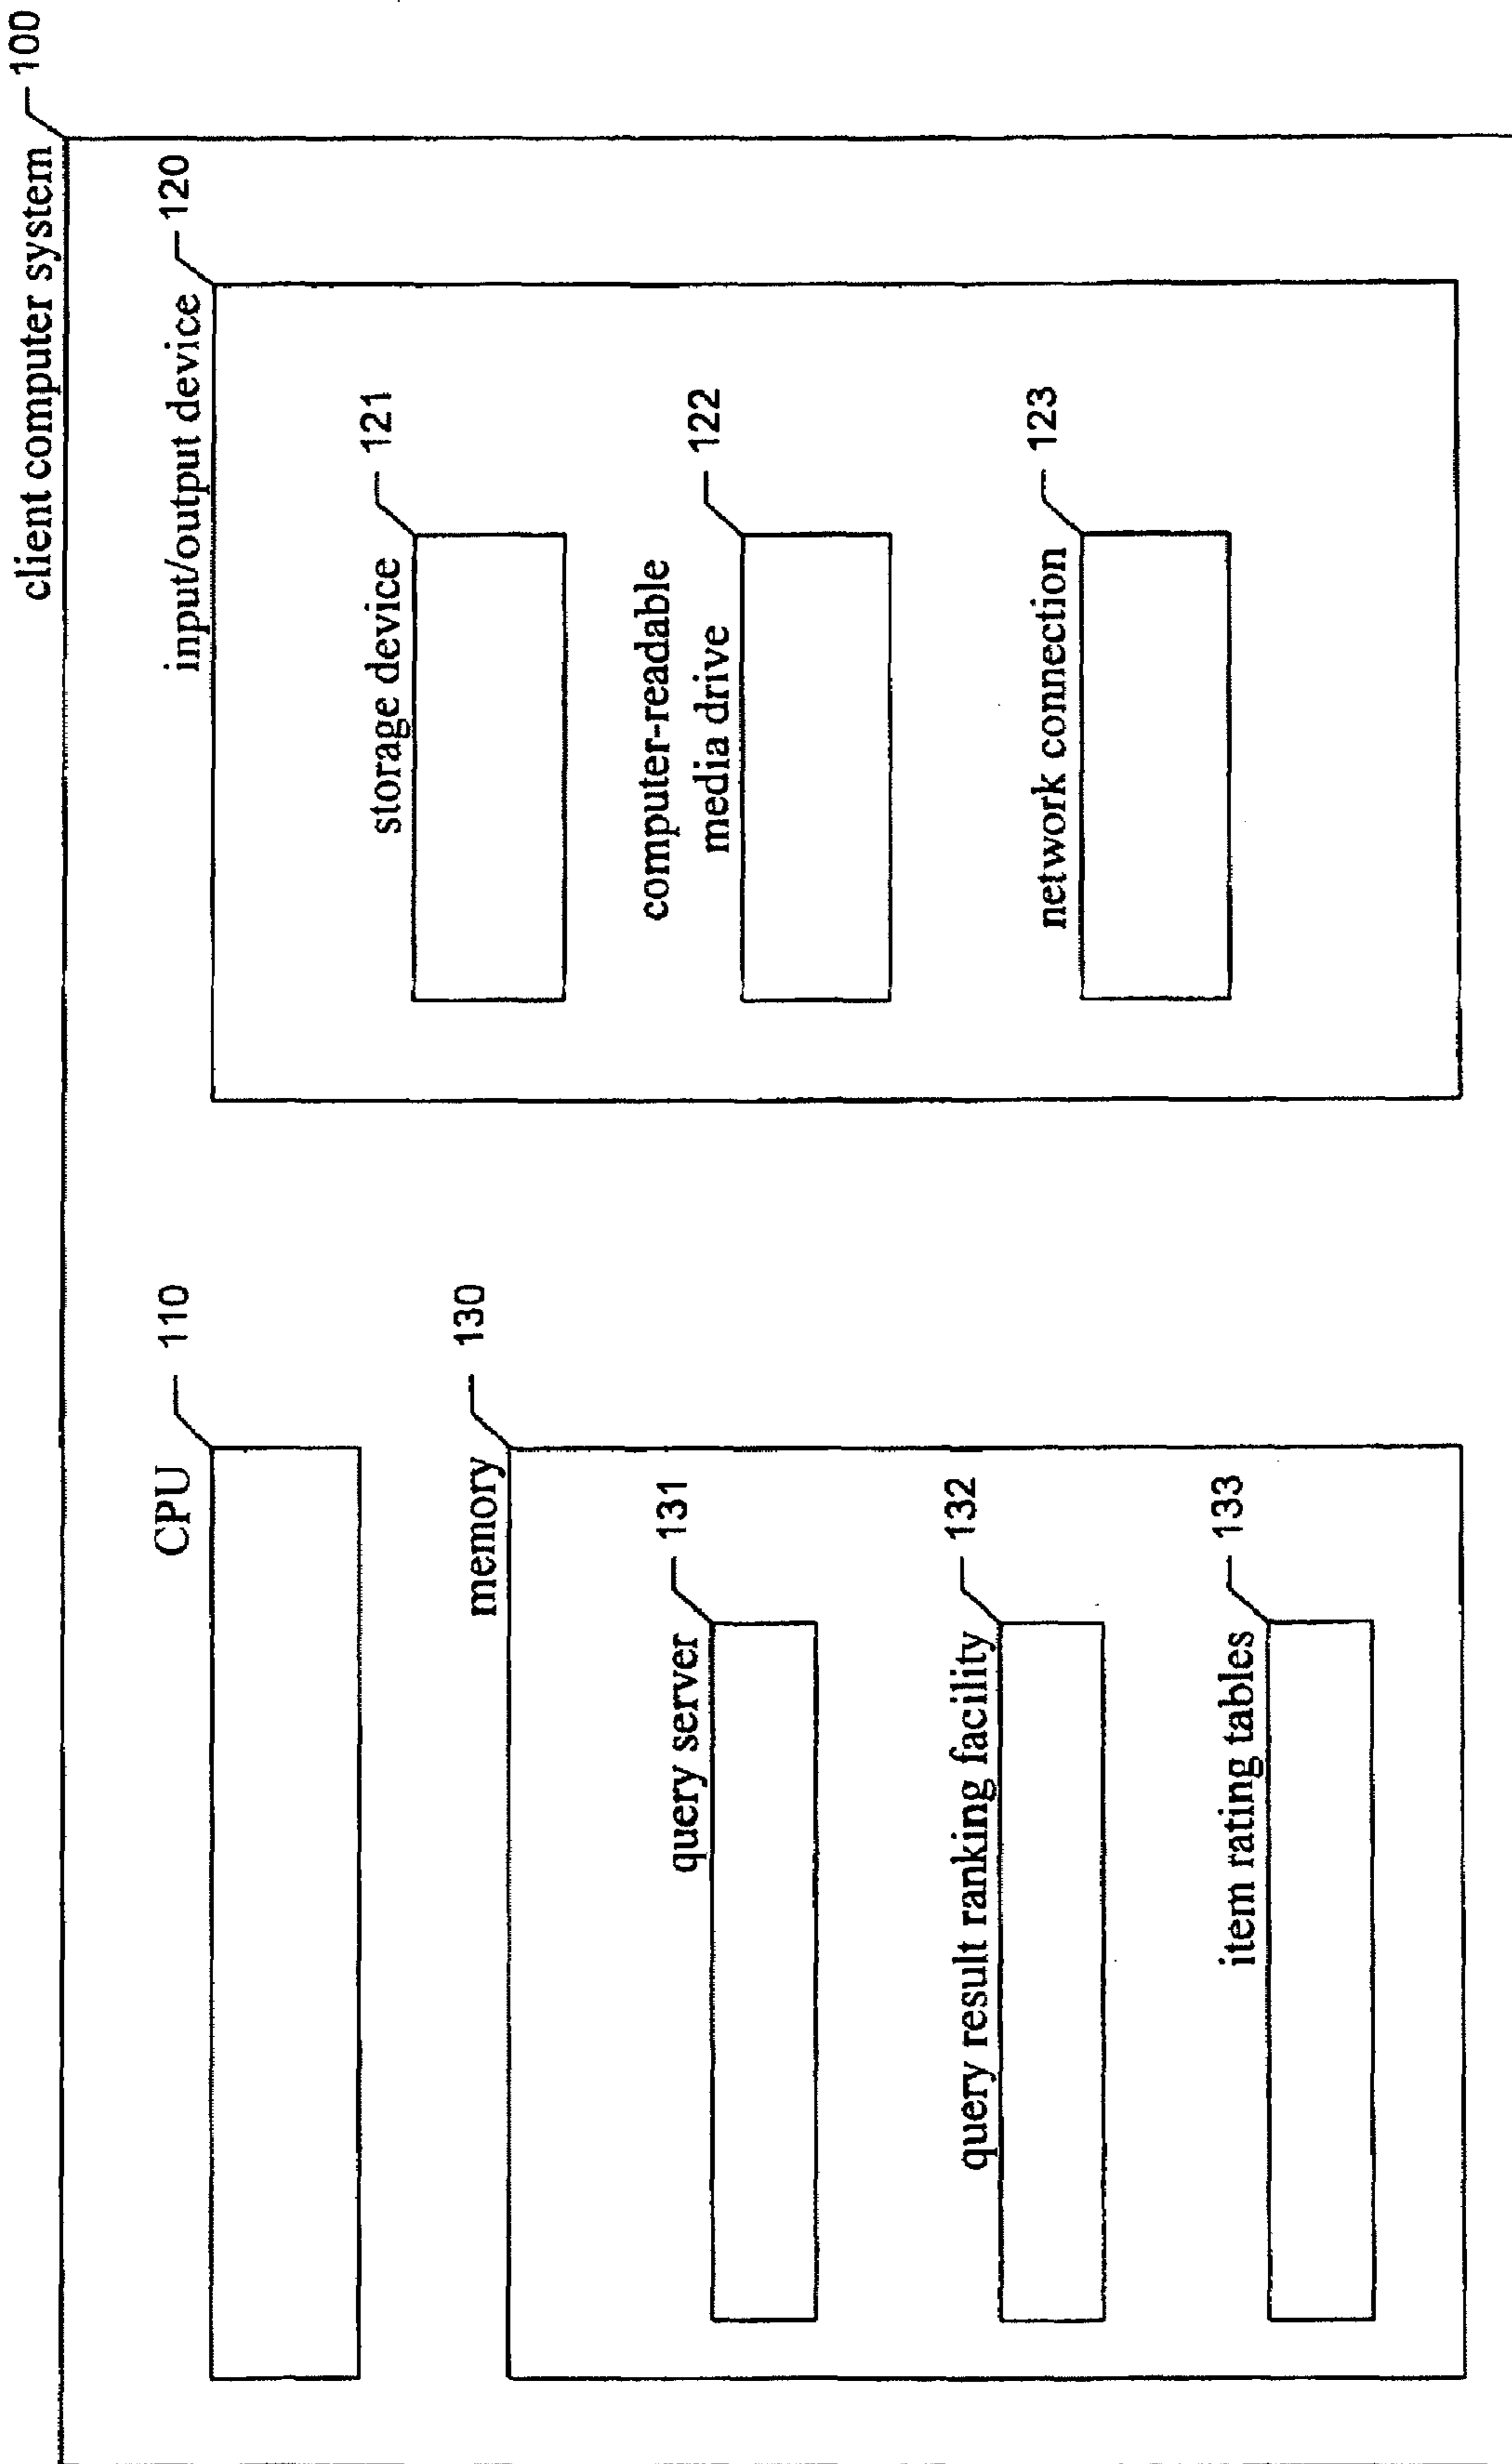 client computer system
100
CPU
110
memory
130
query server
131
query result ranking facility
132
item rating tables
133
input/output device
120
storage device
121
computer-readable
media drive
122
network connection
123